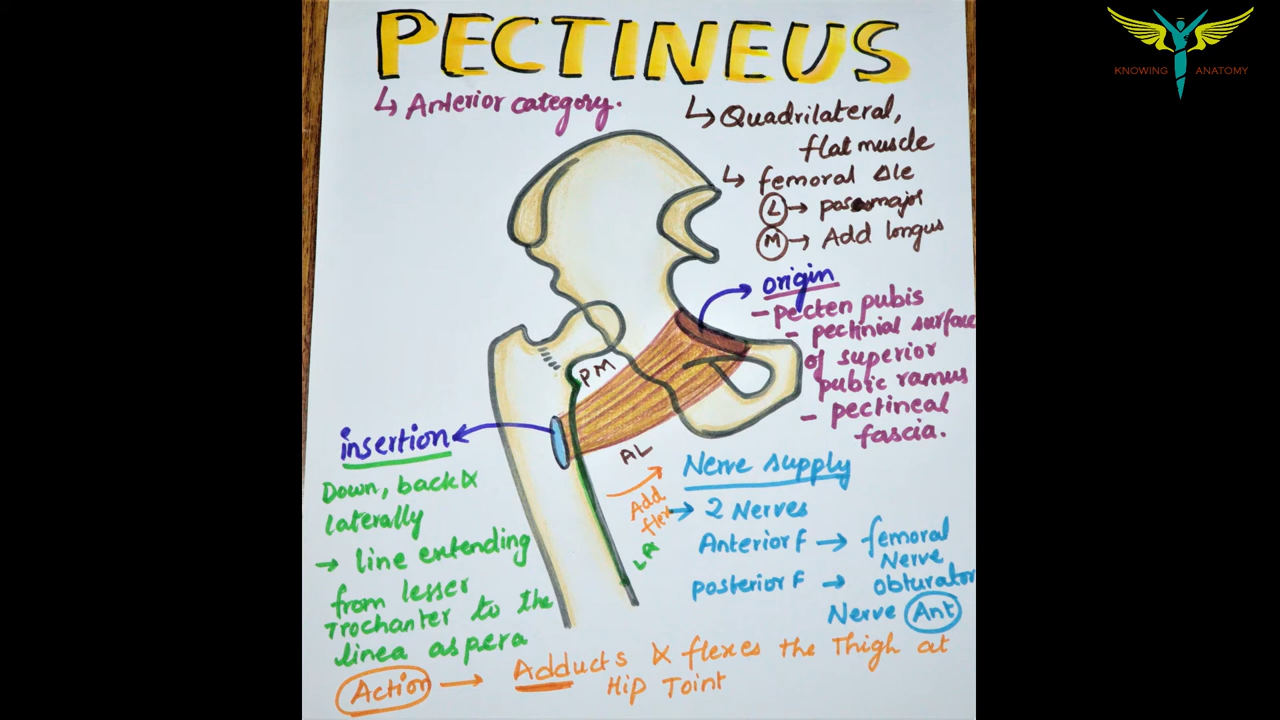 PECTINEUS
KNOWING ANATOMY
↳ Anterior category.
↳ Quadrilateral,
flat muscle
↳ femoral Δle
Ⓛ → psoas major
Ⓜ → Add longus
origin
- pecten pubis
- pectinial surface
of superior
pubic ramus
- pectineal
fascia.
PM
AL
insertion
Down, back &
laterally
→ line extending
from lesser
Trochanter to the
linea aspera
Add
flex
LA
Nerve supply
→ 2 Nerves
Anterior F → femoral
Nerve
posterior F → obturator
Nerve Ant
Action → Adducts & flexes the Thigh at
Hip Joint